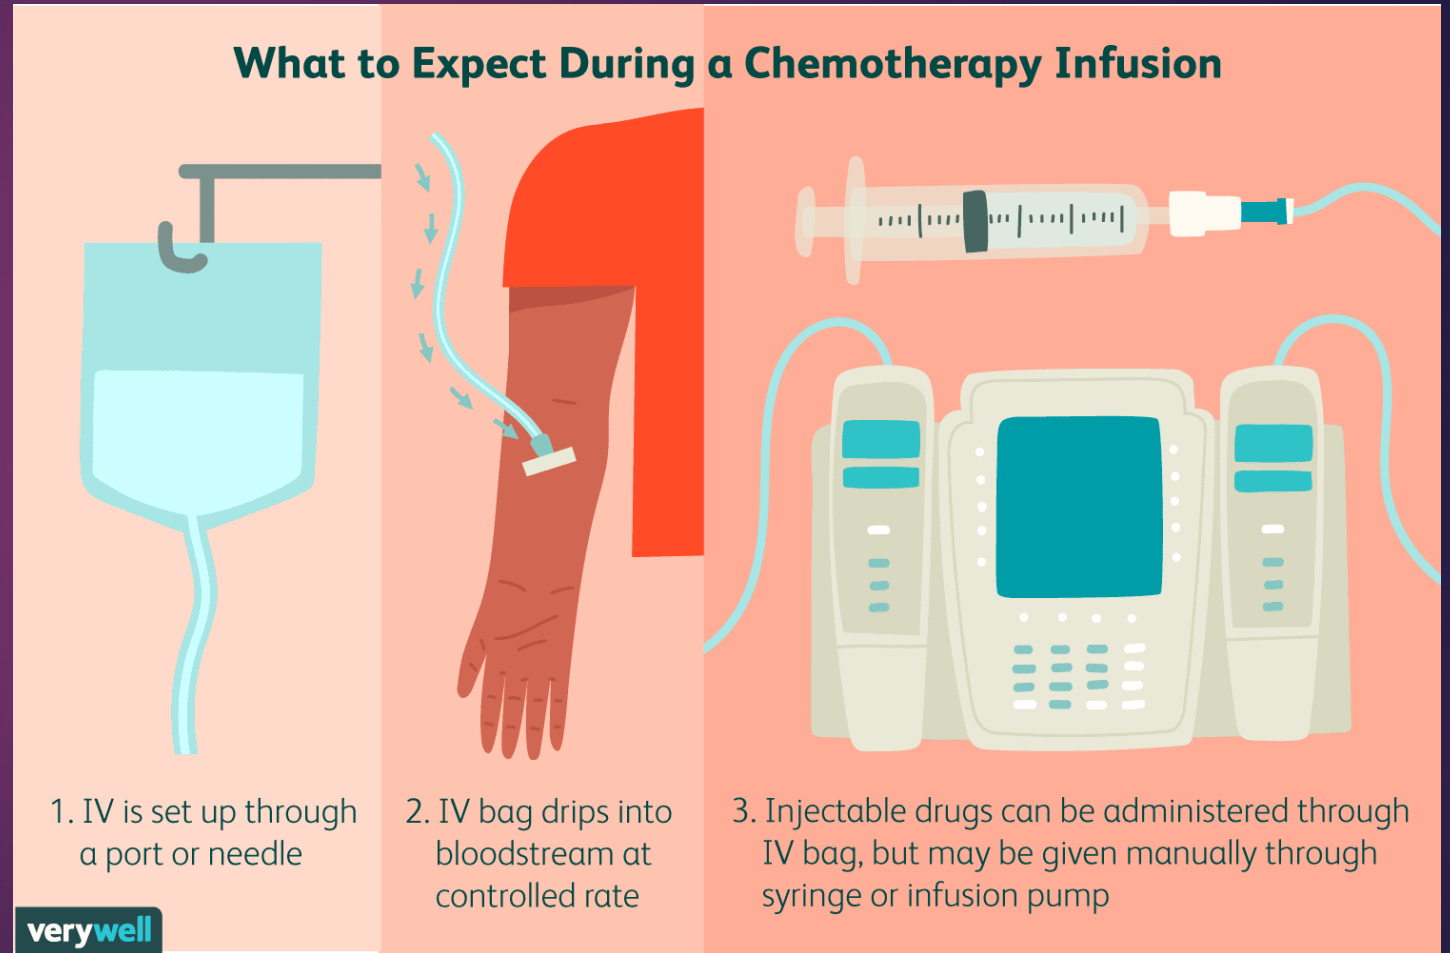 What to Expect During a Chemotherapy Infusion
1. IV is set up through
a port or needle
2. IV bag drips into
bloodstream at
controlled rate
3. Injectable drugs can be administered through
IV bag, but may be given manually through
syringe or infusion pump
verywell